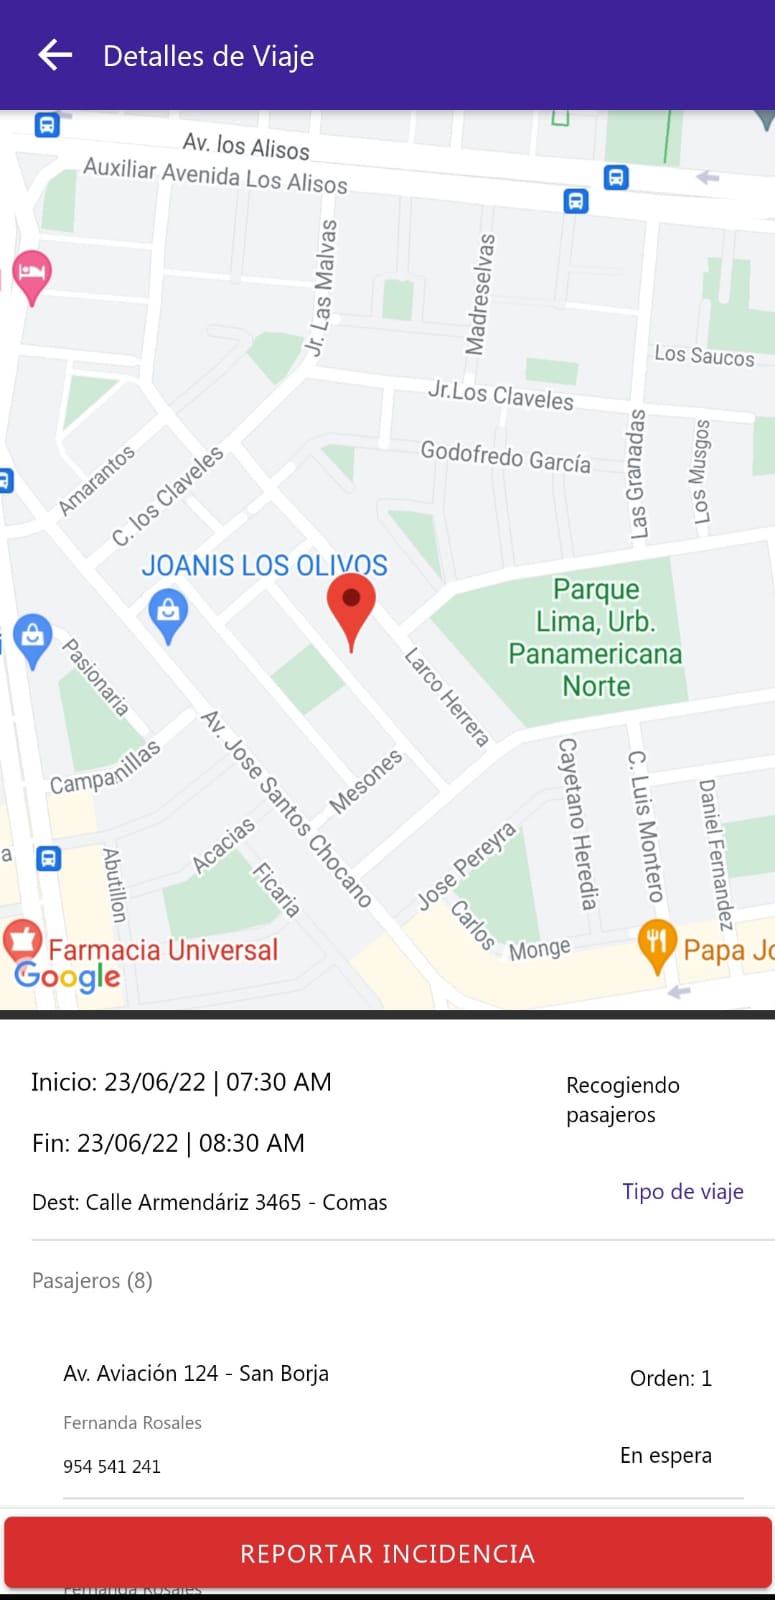 Detalles de Viaje
Av. los Alisos
Auxiliar Avenida Los Alisos
Jr. Las Malvas
Madreselvas
Los Saucos
Jr.Los Claveles
Godofredo García
Las Granadas
Los Musgos
Amarantos
C. los Claveles
JOANIS LOS OLIVOS
Parque
Lima, Urb.
Panamericana
Norte
Pasionaria
Larco Herrera
Campanillas
Av. Jose Santos Chocano
Mesones
Cayetano Heredia
C. Luis Montero
Daniel Fernandez
Acacias
Abutillon
Ficaria
Jose Pereyra
Carlos Monge
a
Farmacia Universal
Papa Jo
Google
Inicio: 23/06/22 | 07:30 AM
Recogiendo
pasajeros
Fin: 23/06/22 | 08:30 AM
Dest: Calle Armendáriz 3465 - Comas
Tipo de viaje
Pasajeros (8)
Av. Aviación 124 - San Borja
Orden: 1
Fernanda Rosales
954 541 241
En espera
REPORTAR INCIDENCIA
Fernanda Rosales